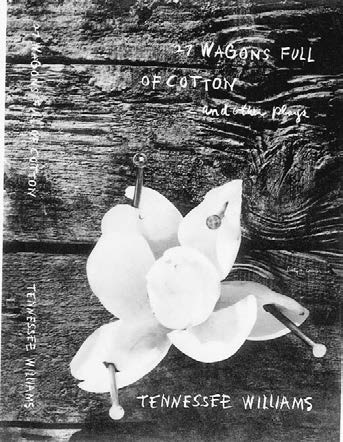 27 WAGONS FULL
OF COTTON
and other plays
TENNESSEE WILLIAMS
27 WAGONS FULL OF COTTON
TENNESSEE WILLIAMS